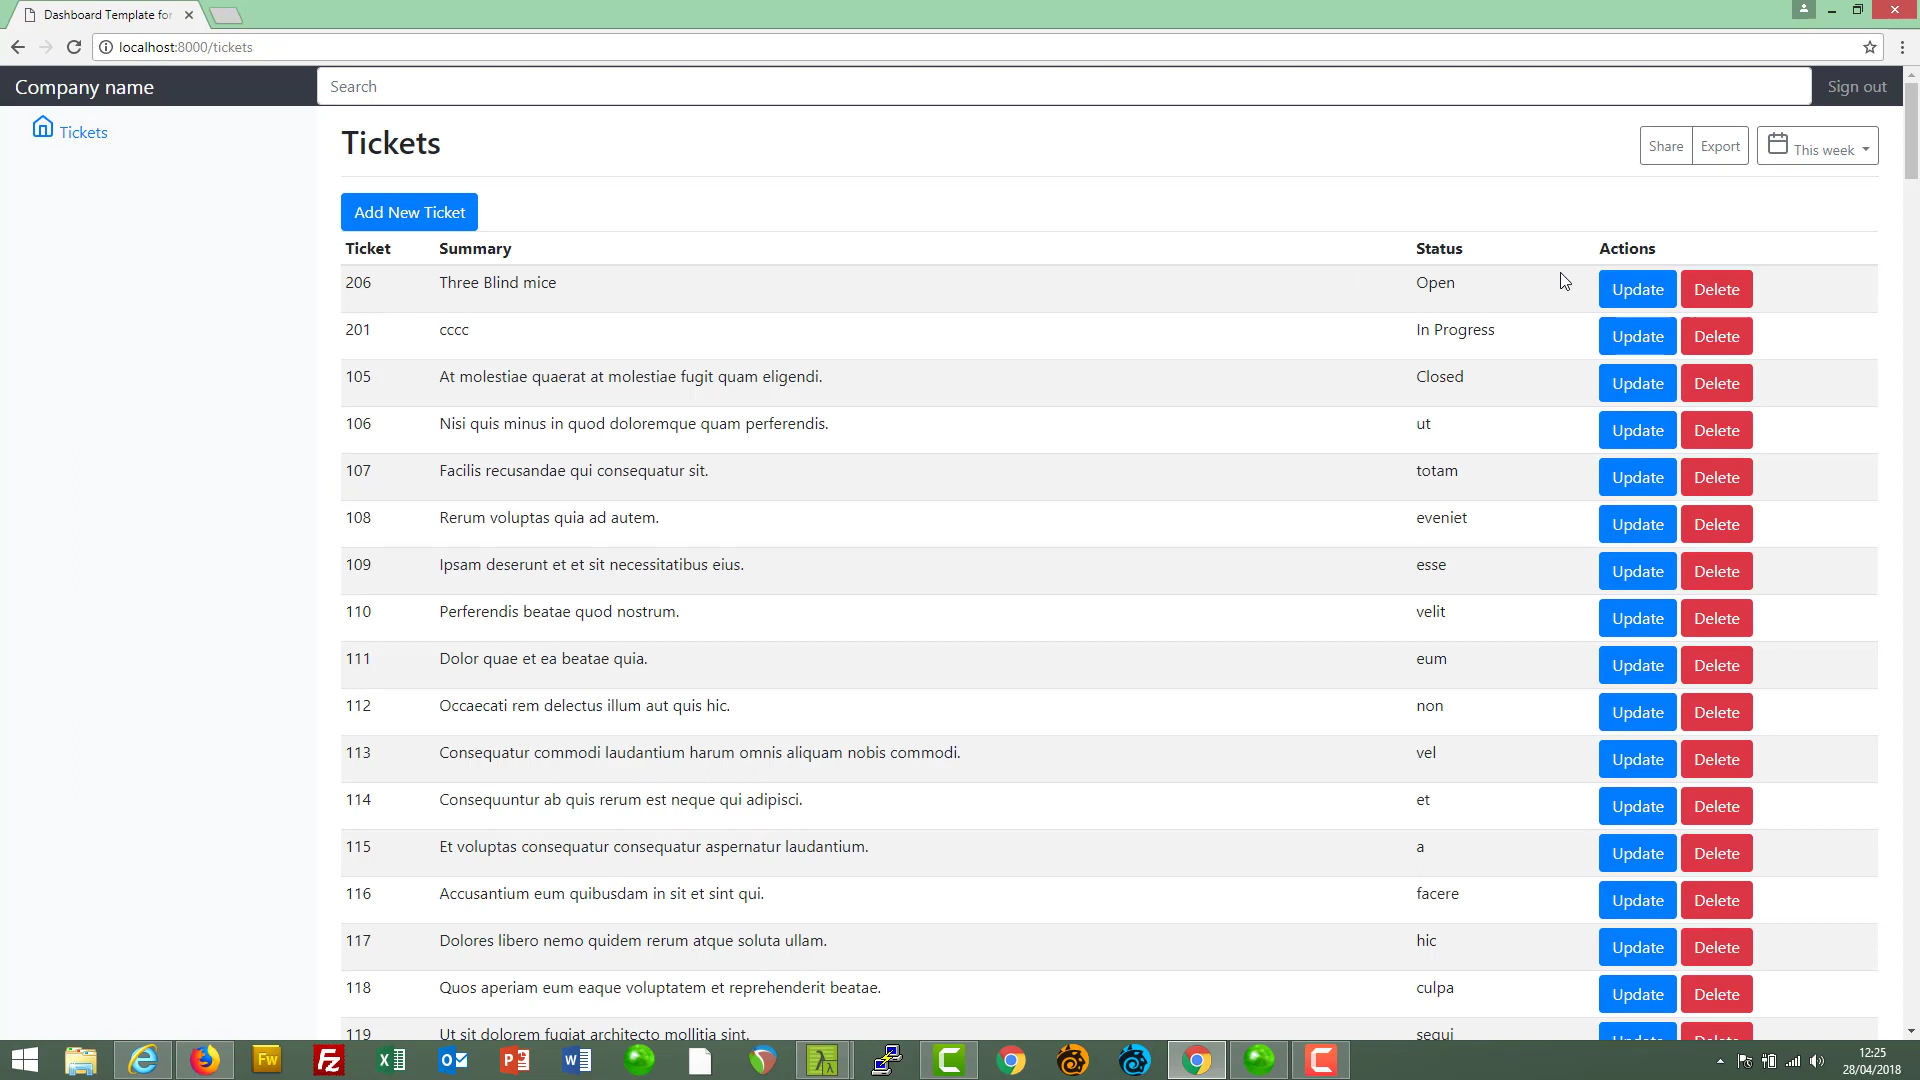 Dashboard Template for
localhost:8000/tickets
Company name
Search
Sign out
Tickets
Tickets
Share
Export
This week
Add New Ticket
Ticket Summary Status Actions
206 Three Blind mice Open Update Delete
201 cccc In Progress Update Delete
105 At molestiae quaerat at molestiae fugit quam eligendi. Closed Update Delete
106 Nisi quis minus in quod doloremque quam perferendis. ut Update Delete
107 Facilis recusandae qui consequatur sit. totam Update Delete
108 Rerum voluptas quia ad autem. eveniet Update Delete
109 Ipsam deserunt et et sit necessitatibus eius. esse Update Delete
110 Perferendis beatae quod nostrum. velit Update Delete
111 Dolor quae et ea beatae quia. eum Update Delete
112 Occaecati rem delectus illum aut quis hic. non Update Delete
113 Consequatur commodi laudantium harum omnis aliquam nobis commodi. vel Update Delete
114 Consequuntur ab quis rerum est neque qui adipisci. et Update Delete
115 Et voluptas consequatur consequatur aspernatur laudantium. a Update Delete
116 Accusantium eum quibusdam in sit et sint qui. facere Update Delete
117 Dolores libero nemo quidem rerum atque soluta ullam. hic Update Delete
118 Quos aperiam eum eaque voluptatem et reprehenderit beatae. culpa Update Delete
119 Ut sit dolorem fugiat architecto mollitia sint. sequi Update Delete
Fw
Fz
12:25
28/04/2018